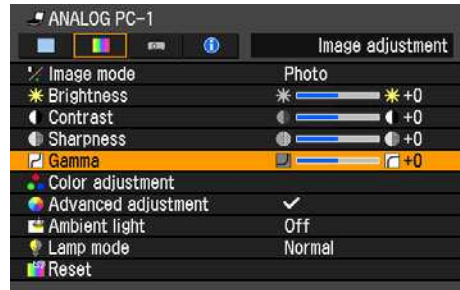 ANALOG PC-1
Image adjustment
Image mode Photo
Brightness +0
Contrast +0
Sharpness +0
Gamma +0
Color adjustment
Advanced adjustment
Ambient light Off
Lamp mode Normal
Reset